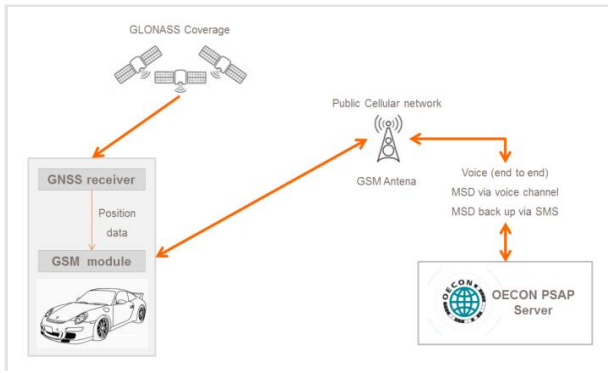 GLONASS Coverage
Public Cellular network
GSM Antena
GNSS receiver
Position
data
GSM module
Voice (end to end)
MSD via voice channel
MSD back up via SMS
OECON
OECON PSAP
Server